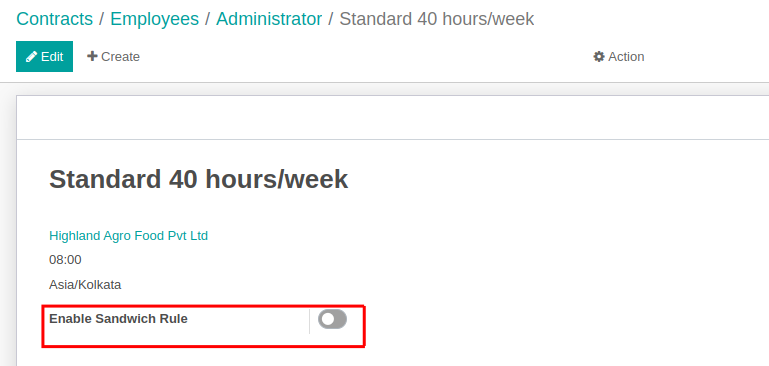 Contracts / Employees / Administrator / Standard 40 hours/week
Edit Create Action
Standard 40 hours/week
Highland Agro Food Pvt Ltd
08:00
Asia/Kolkata
Enable Sandwich Rule